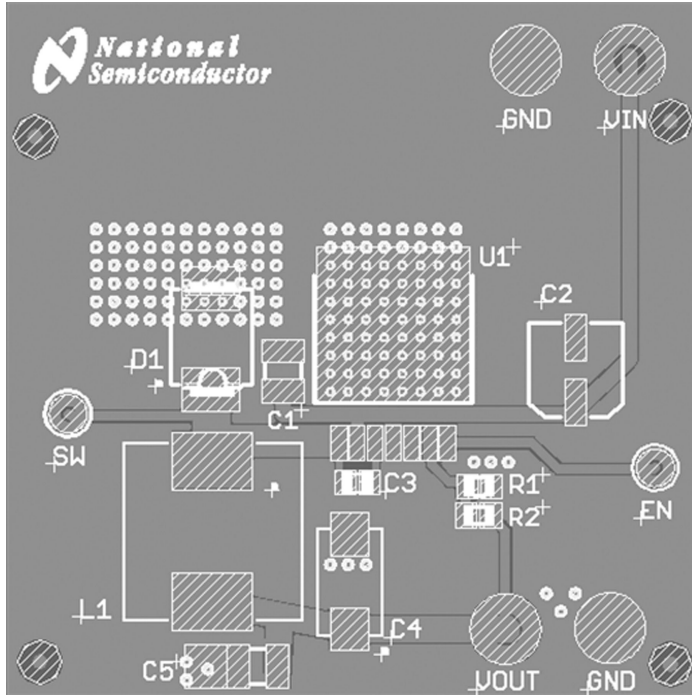 National
Semiconductor
GND
VIN
U1
C2
D1
C1
SW
C3
R1
R2
EN
L1
C4
C5
VOUT
GND